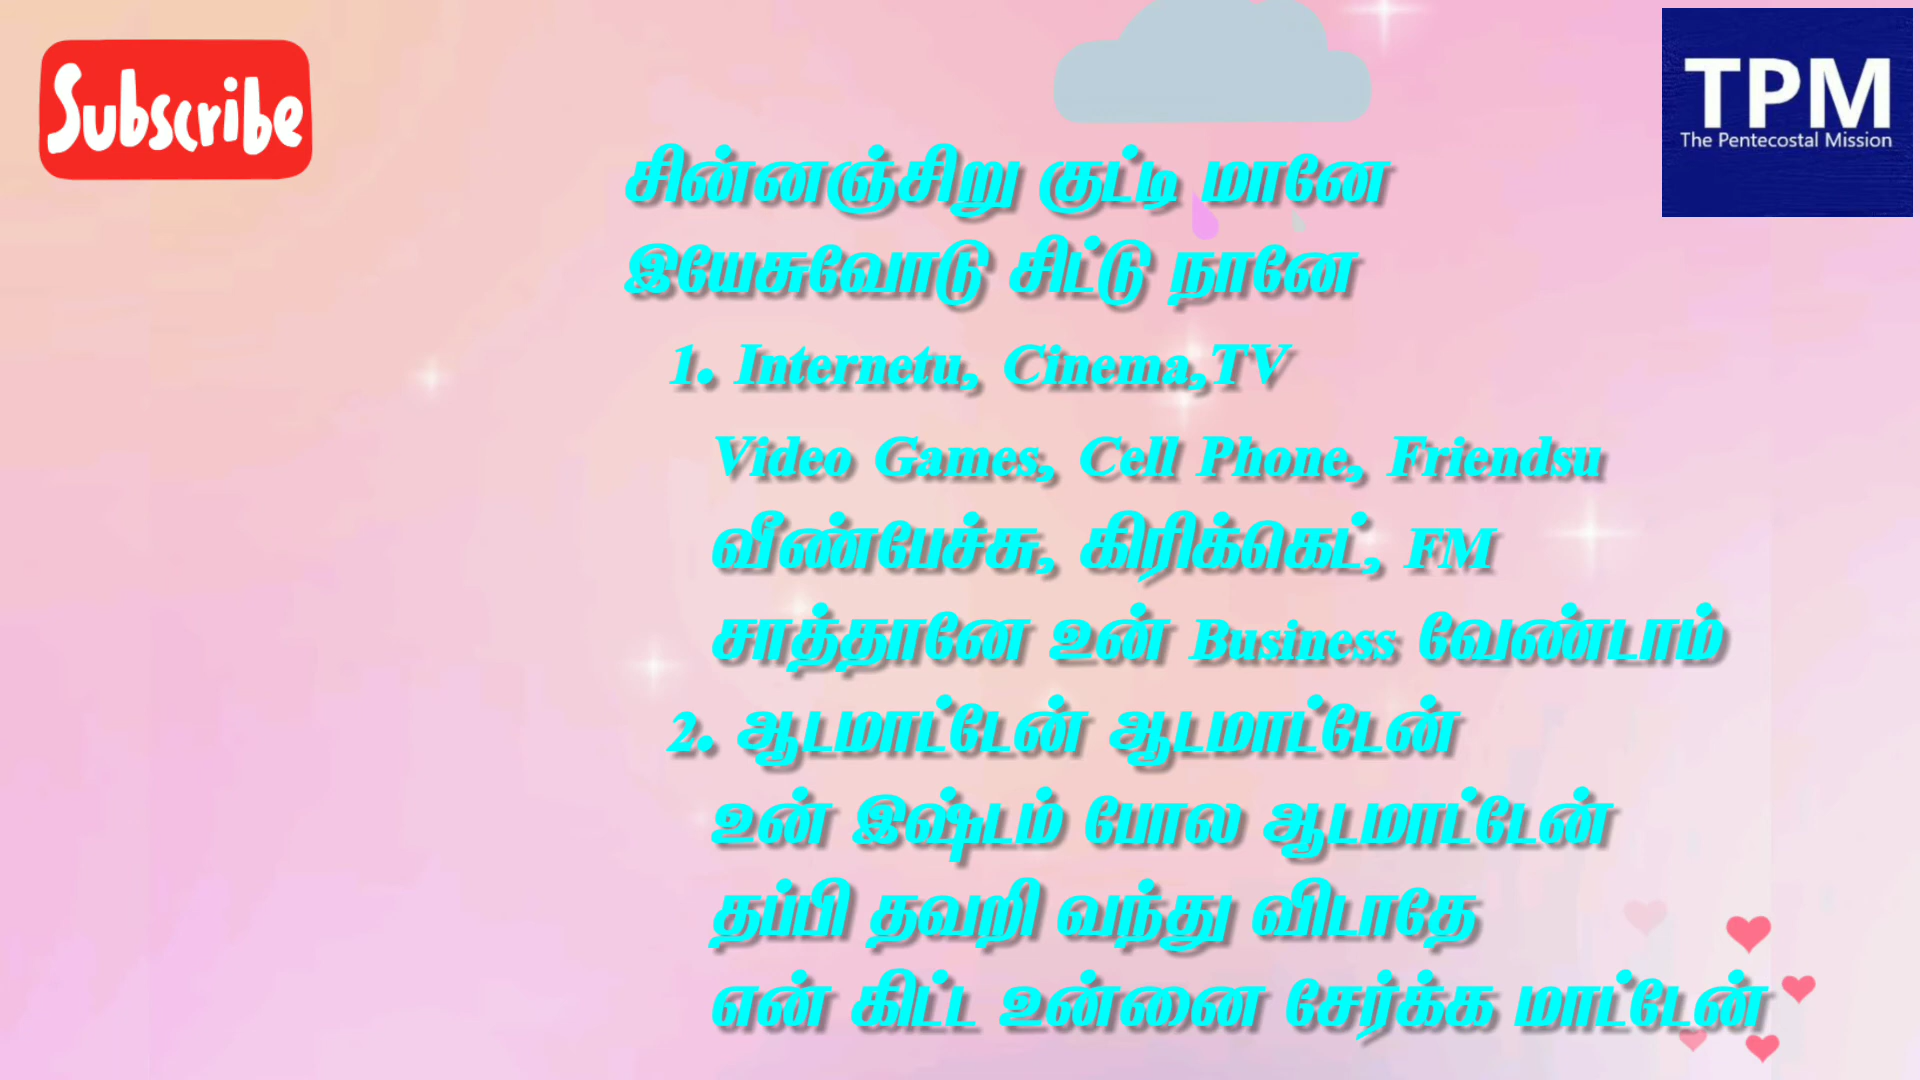 Subscribe
TPM
The Pentecostal Mission
சின்னஞ்சிறு குட்டி மானே
இயேசுவோடு சிட்டு நானே
1. Internetu, Cinema,TV
Video Games, Cell Phone, Friendsu
வீண்பேச்சு, கிரிக்கெட், FM
சாத்தானே உன் Business வேண்டாம்
2. ஆடமாட்டேன் ஆடமாட்டேன்
உன் இஷ்டம் போல ஆடமாட்டேன்
தப்பி தவறி வந்து விடாதே
என் கிட்ட உன்னை சேர்க்க மாட்டேன்